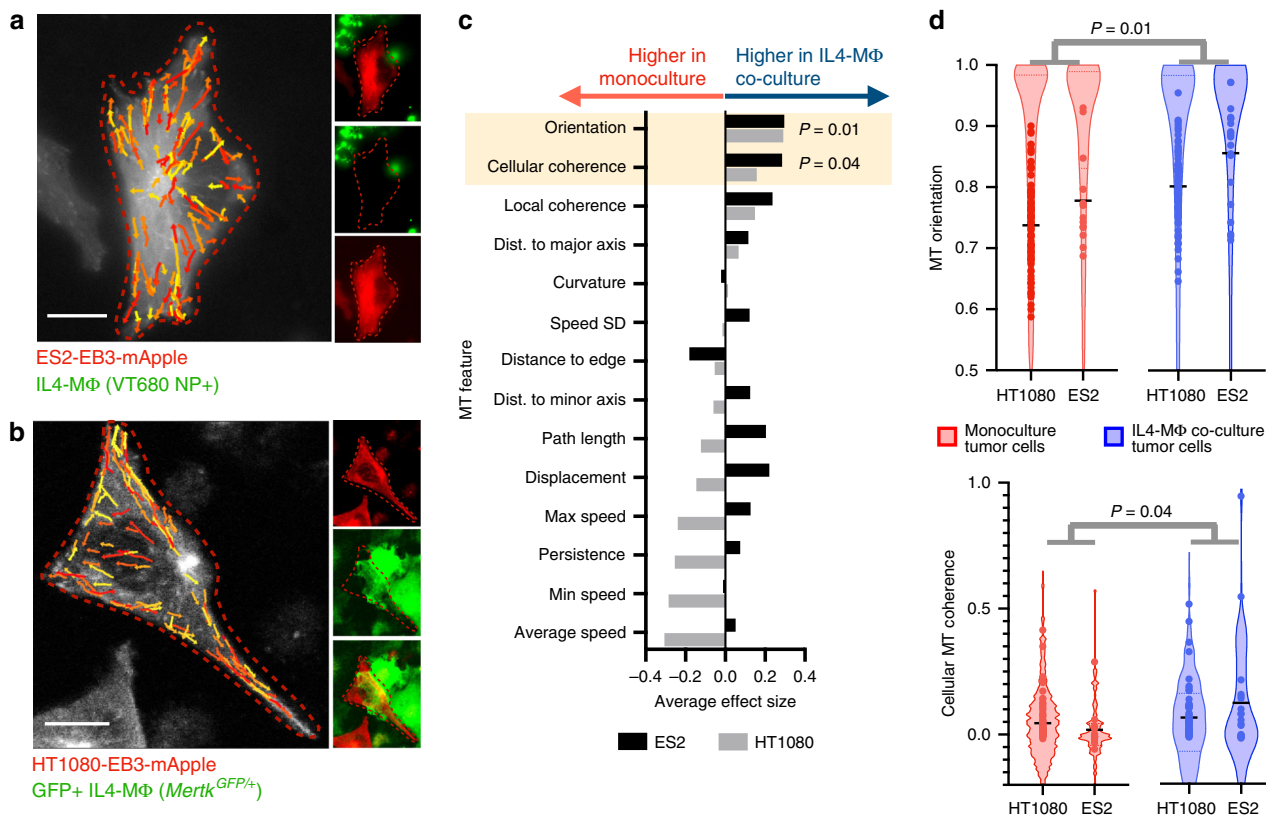 a
ES2-EB3-mApple
IL4-MΦ (VT680 NP+)
b
HT1080-EB3-mApple
GFP+ IL4-MΦ (Mertk^GFP/+)
c
Higher in
monoculture
Higher in IL4-MΦ
co-culture
MT feature
Orientation
P = 0.01
Cellular coherence
P = 0.04
Local coherence
Dist. to major axis
Curvature
Speed SD
Distance to edge
Dist. to minor axis
Path length
Displacement
Max speed
Persistence
Min speed
Average speed
−0.4 −0.2 0.0 0.2 0.4
Average effect size
ES2 HT1080
d
P = 0.01
MT orientation
1.0
0.9
0.8
0.7
0.6
0.5
HT1080 ES2 HT1080 ES2
Monoculture
tumor cells
IL4-MΦ co-culture
tumor cells
P = 0.04
Cellular MT coherence
1.0
0.5
0.0
HT1080 ES2 HT1080 ES2